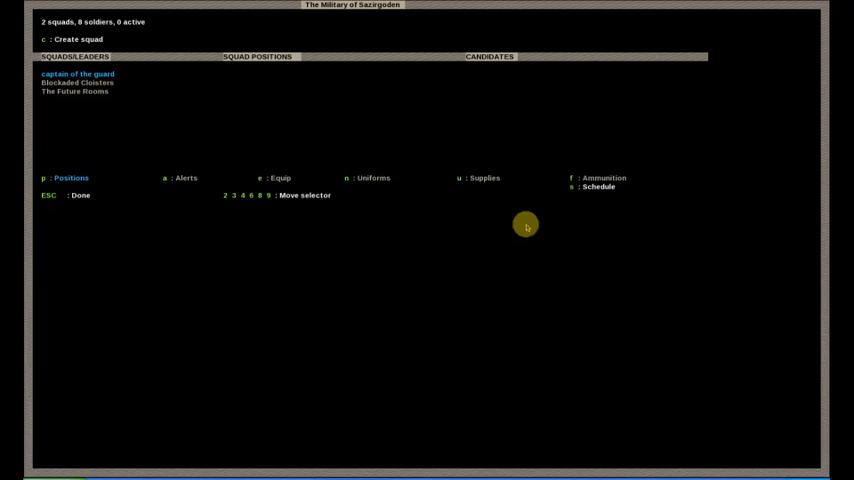 The Military of Sazirgoden
2 squads, 8 soldiers, 0 active
c : Create squad
SQUADS/LEADERS SQUAD POSITIONS CANDIDATES
captain of the guard
Blockaded Cloisters
The Future Rooms
p : Positions a : Alerts e : Equip n : Uniforms u : Supplies f : Ammunition
s : Schedule
ESC : Done 2 3 4 6 8 9 : Move selector